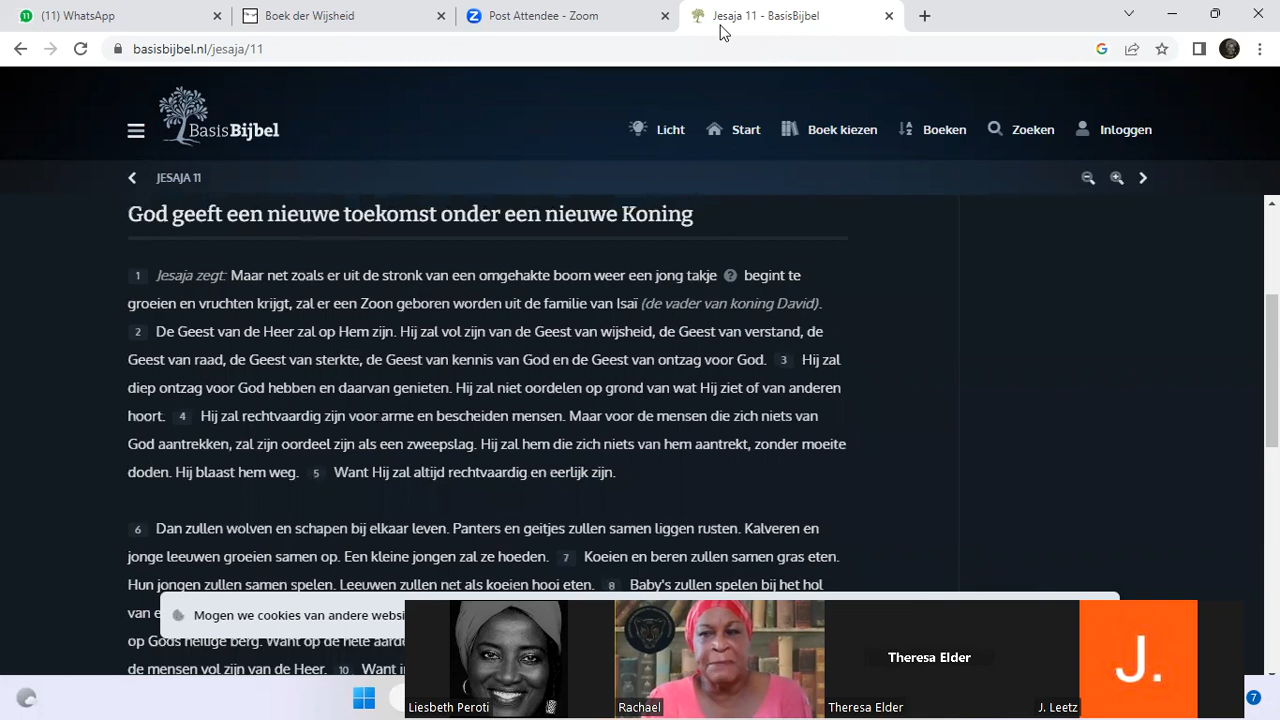 (11) WhatsApp
Boek der Wijsheid
Post Attendee - Zoom
Jesaja 11 - BasisBijbel
basisbijbel.nl/jesaja/11
BasisBijbel
Licht
Start
Boek kiezen
Boeken
Zoeken
Inloggen
JESAJA 11
God geeft een nieuwe toekomst onder een nieuwe Koning
1 Jesaja zegt: Maar net zoals er uit de stronk van een omgehakte boom weer een jong takje ? begint te
groeien en vruchten krijgt, zal er een Zoon geboren worden uit de familie van Isaï (de vader van koning David).
2 De Geest van de Heer zal op Hem zijn. Hij zal vol zijn van de Geest van wijsheid, de Geest van verstand, de
Geest van raad, de Geest van sterkte, de Geest van kennis van God en de Geest van ontzag voor God. 3 Hij zal
diep ontzag voor God hebben en daarvan genieten. Hij zal niet oordelen op grond van wat Hij ziet of van anderen
hoort. 4 Hij zal rechtvaardig zijn voor arme en bescheiden mensen. Maar voor de mensen die zich niets van
God aantrekken, zal zijn oordeel zijn als een zweepslag. Hij zal hem die zich niets van hem aantrekt, zonder moeite
doden. Hij blaast hem weg. 5 Want Hij zal altijd rechtvaardig en eerlijk zijn.
6 Dan zullen wolven en schapen bij elkaar leven. Panters en geitjes zullen samen liggen rusten. Kalveren en
jonge leeuwen groeien samen op. Een kleine jongen zal ze hoeden. 7 Koeien en beren zullen samen gras eten.
Hun jongen zullen samen spelen. Leeuwen zullen net als koeien hooi eten. 8 Baby's zullen spelen bij het hol
van
Mogen we cookies van andere websi
op Gods heilige berg. Want op de hele aard
de mensen vol zijn van de Heer. 10 Want i
Theresa Elder
J.
Liesbeth Peroti
Rachael
Theresa Elder
J. Leetz
7